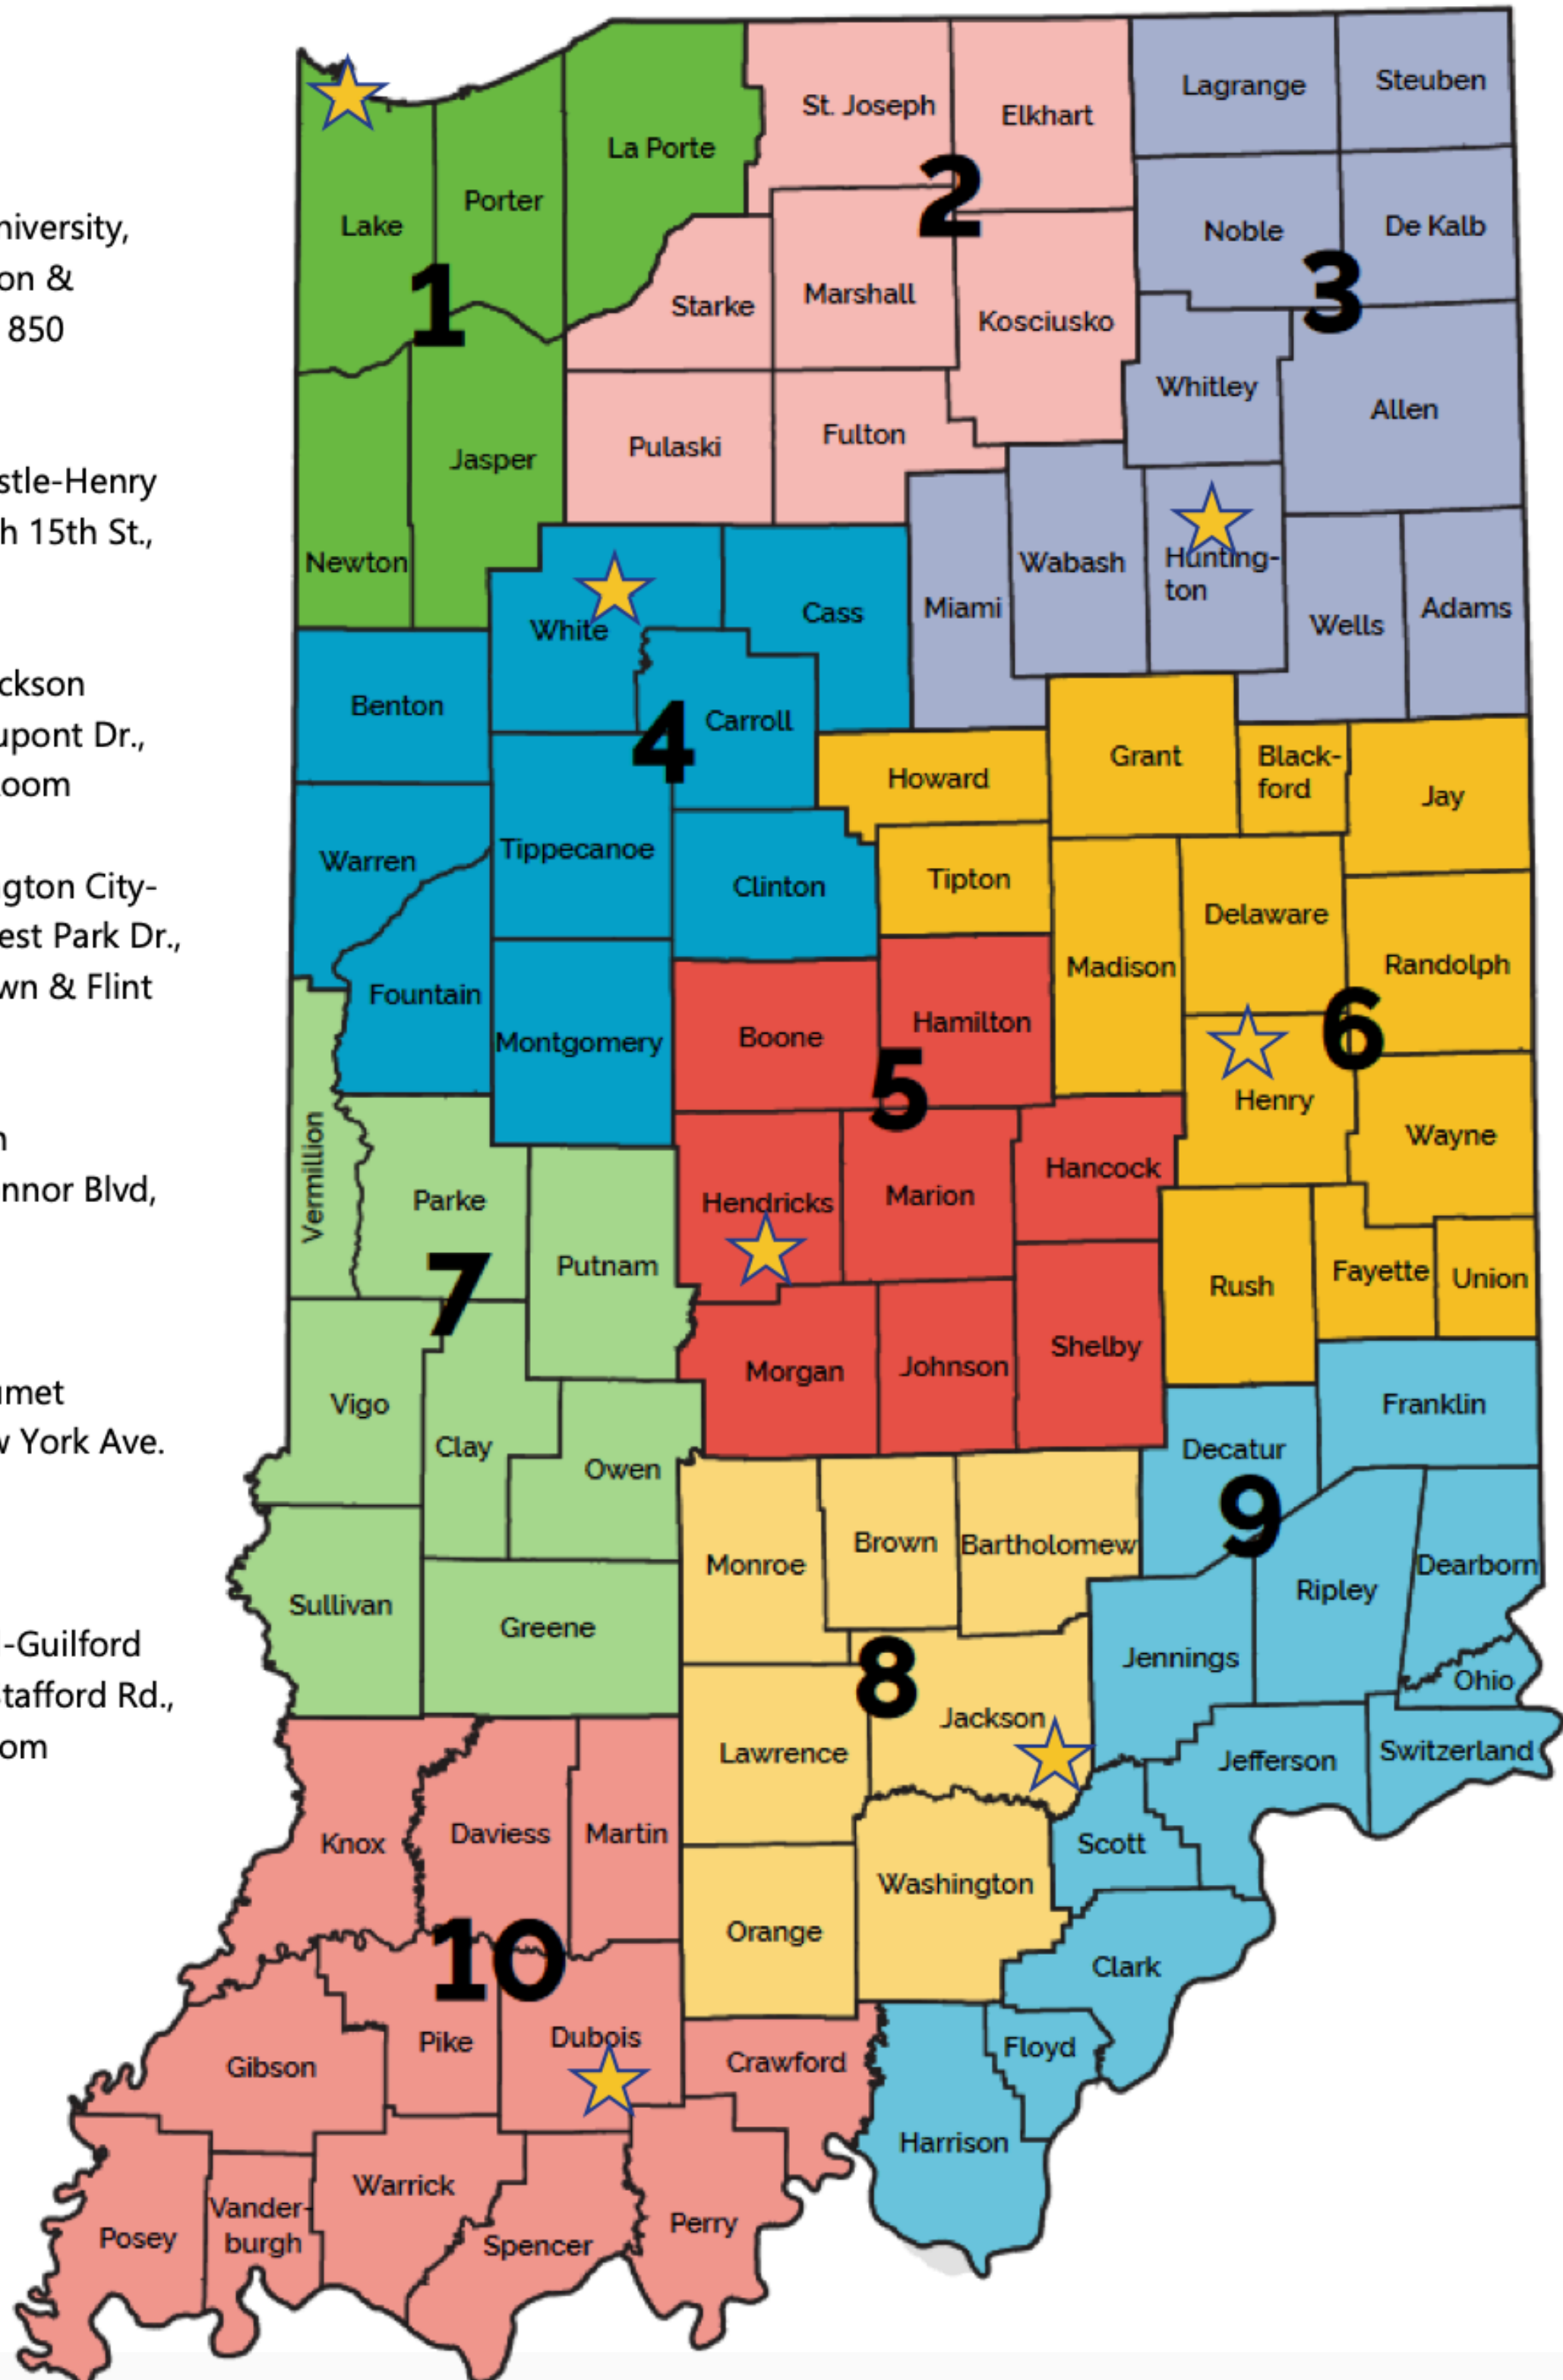 niversity,
on &
850
stle-Henry
h 15th St.,
ckson
upont Dr.,
oom
gton City-
est Park Dr.,
wn & Flint
n
nnor Blvd,
umet
w York Ave.
-Guilford
tafford Rd.,
om
Lagrange
Steuben
St. Joseph
Elkhart
La Porte
Porter
Lake
2
Noble
De Kalb
1
Starke
Marshall
Kosciusko
3
Whitley
Allen
Pulaski
Fulton
Jasper
Newton
Wabash
Hunting-
ton
White
Cass
Miami
Wells
Adams
Benton
4
Carroll
Howard
Grant
Black-
ford
Jay
Warren
Tippecanoe
Clinton
Tipton
Delaware
Madison
Randolph
Fountain
Montgomery
Boone
Hamilton
5
6
Henry
Wayne
Vermillion
Parke
Hendricks
Marion
Hancock
7
Putnam
Rush
Fayette
Union
Morgan
Johnson
Shelby
Vigo
Clay
Owen
Franklin
Decatur
9
Monroe
Brown
Bartholomew
Dearborn
Sullivan
Greene
Ripley
8
Jennings
Ohio
Jackson
Lawrence
Jefferson
Switzerland
Knox
Daviess
Martin
Scott
Washington
Orange
10
Clark
Gibson
Pike
Dubois
Crawford
Floyd
Harrison
Posey
Vander-
burgh
Warrick
Spencer
Perry